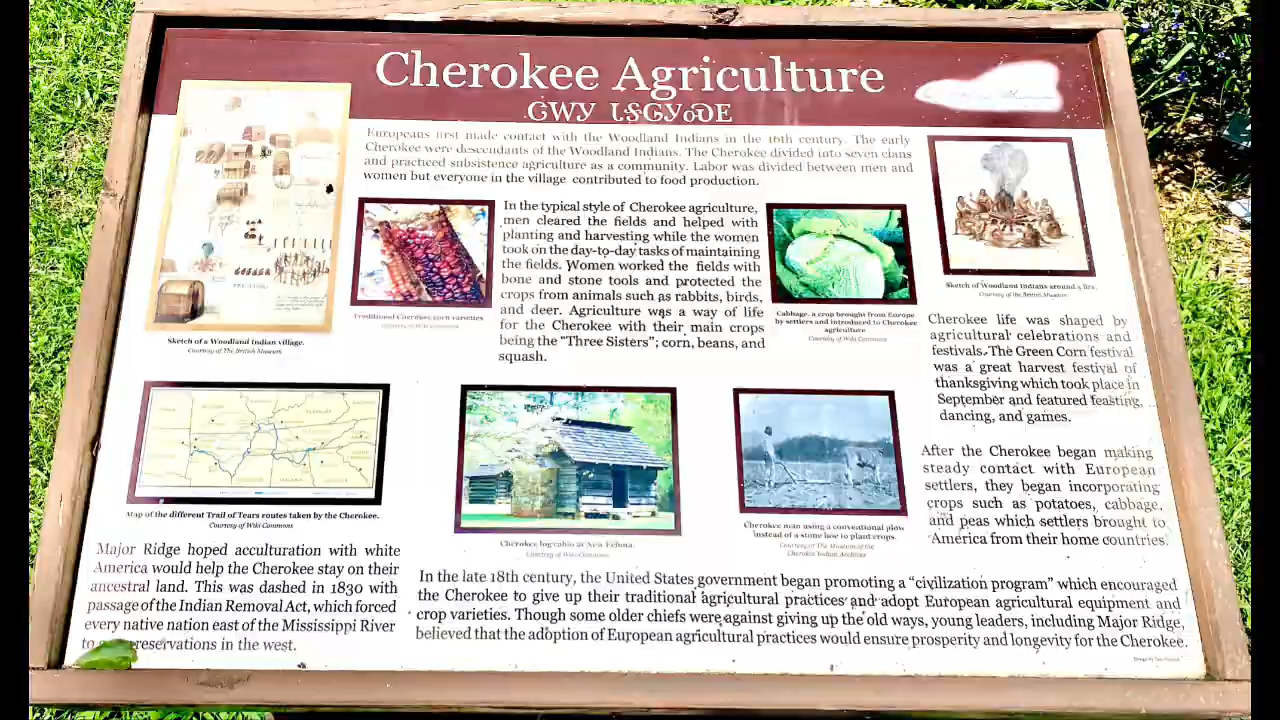 Cherokee Agriculture
ᏣᎳᎩ ᏓᎦᏣᎩᏍᎬ
Europeans first made contact with the Woodland Indians in the 16th century. The early
Cherokee were descendants of the Woodland Indians. The Cherokee divided into seven clans
and practiced subsistence agriculture as a community. Labor was divided between men and
women but everyone in the village contributed to food production.
Sketch of a Woodland Indian village.
Courtesy of The British Museum
Traditional Cherokee corn varieties
Courtesy of Wiki Commons
In the typical style of Cherokee agriculture,
men cleared the fields and helped with
planting and harvesting while the women
took on the day-to-day tasks of maintaining
the fields. Women worked the fields with
bone and stone tools and protected the
crops from animals such as rabbits, birds,
and deer. Agriculture was a way of life
for the Cherokee with their main crops
being the "Three Sisters"; corn, beans, and
squash.
Cabbage, a crop brought from Europe
by settlers and introduced to Cherokee
agriculture
Courtesy of Wiki Commons
Sketch of Woodland Indians around a fire.
Courtesy of the British Museum
Cherokee life was shaped by
agricultural celebrations and
festivals. The Green Corn festival
was a great harvest festival of
thanksgiving which took place in
September and featured feasting,
dancing, and games.
After the Cherokee began making
steady contact with European
settlers, they began incorporating
crops such as potatoes, cabbage,
and peas which settlers brought to
America from their home countries.
Map of the different Trail of Tears routes taken by the Cherokee.
Courtesy of Wiki Commons
Cherokee log cabin at New Echota.
Courtesy of Wiki Commons
Cherokee man using a conventional plow
instead of a stone hoe to plant crops.
Courtesy of The Museum of the
Cherokee Indian Archives
Major Ridge hoped acculturation with white
America would help the Cherokee stay on their
ancestral land. This was dashed in 1830 with
passage of the Indian Removal Act, which forced
every native nation east of the Mississippi River
to reservations in the west.
In the late 18th century, the United States government began promoting a "civilization program" which encouraged
the Cherokee to give up their traditional agricultural practices and adopt European agricultural equipment and
crop varieties. Though some older chiefs were against giving up the old ways, young leaders, including Major Ridge,
believed that the adoption of European agricultural practices would ensure prosperity and longevity for the Cherokee.